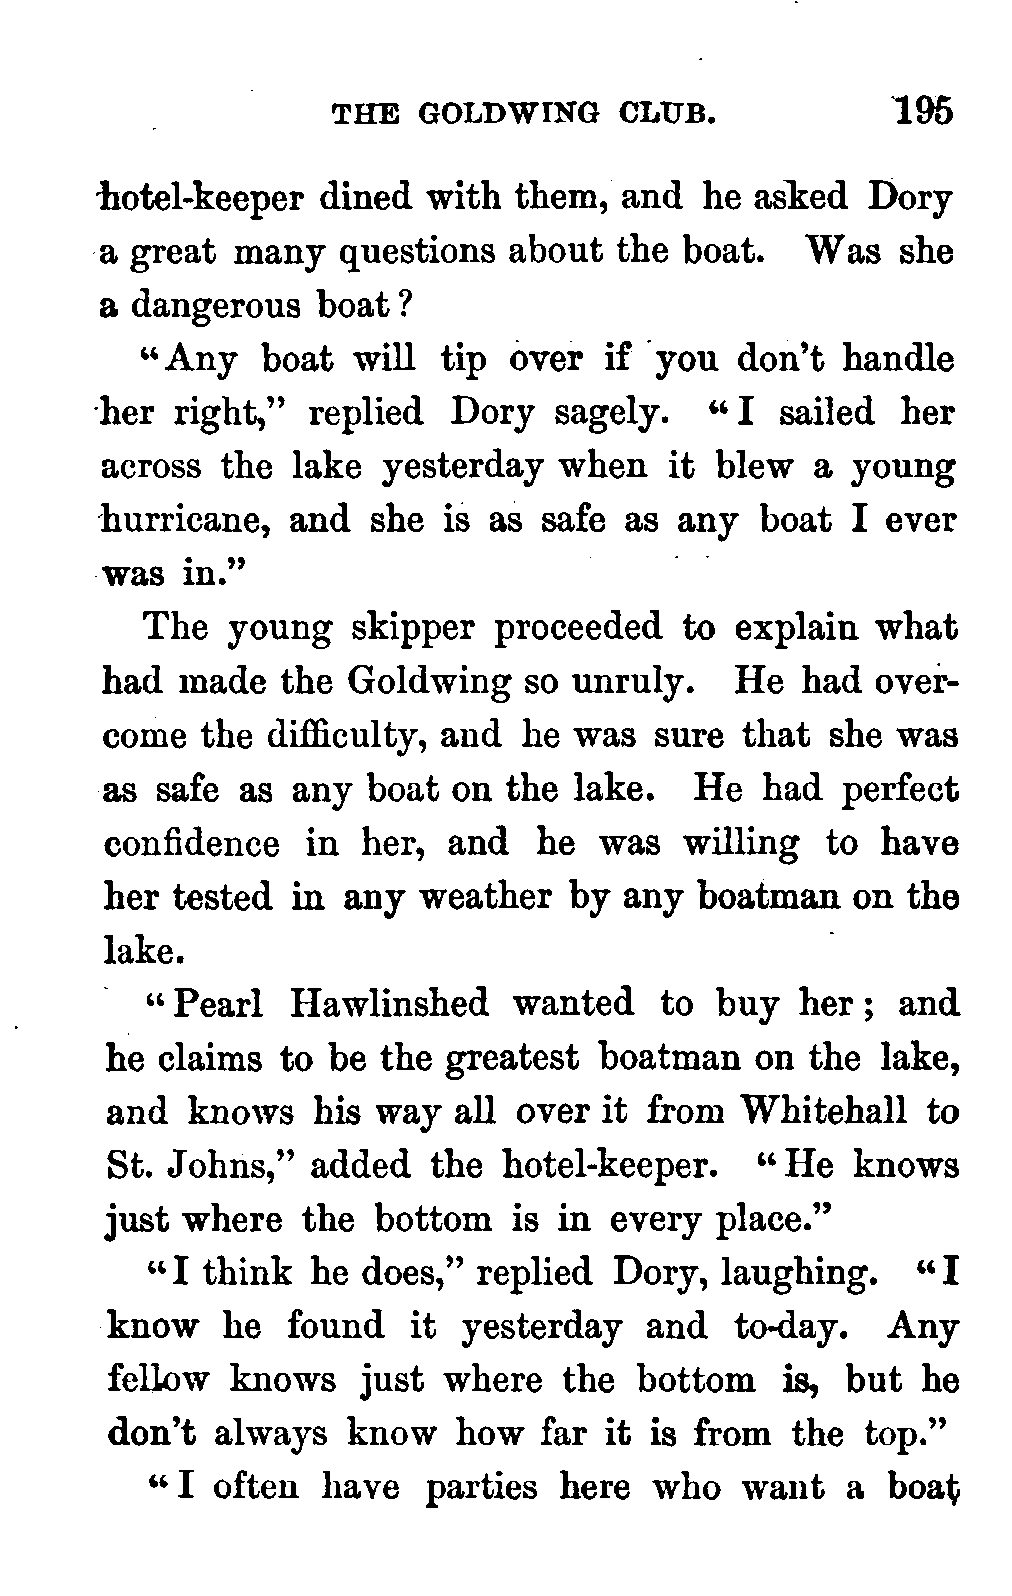 THE GOLDWING CLUB. 195
hotel-keeper dined with them, and he asked Dory
a great many questions about the boat. Was she
a dangerous boat?
"Any boat will tip over if you don't handle
her right," replied Dory sagely. "I sailed her
across the lake yesterday when it blew a young
hurricane, and she is as safe as any boat I ever
was in."
The young skipper proceeded to explain what
had made the Goldwing so unruly. He had over-
come the difficulty, and he was sure that she was
as safe as any boat on the lake. He had perfect
confidence in her, and he was willing to have
her tested in any weather by any boatman on the
lake.
"Pearl Hawlinshed wanted to buy her; and
he claims to be the greatest boatman on the lake,
and knows his way all over it from Whitehall to
St. Johns," added the hotel-keeper. "He knows
just where the bottom is in every place."
"I think he does," replied Dory, laughing. "I
know he found it yesterday and to-day. Any
fellow knows just where the bottom is, but he
don't always know how far it is from the top."
"I often have parties here who want a boat